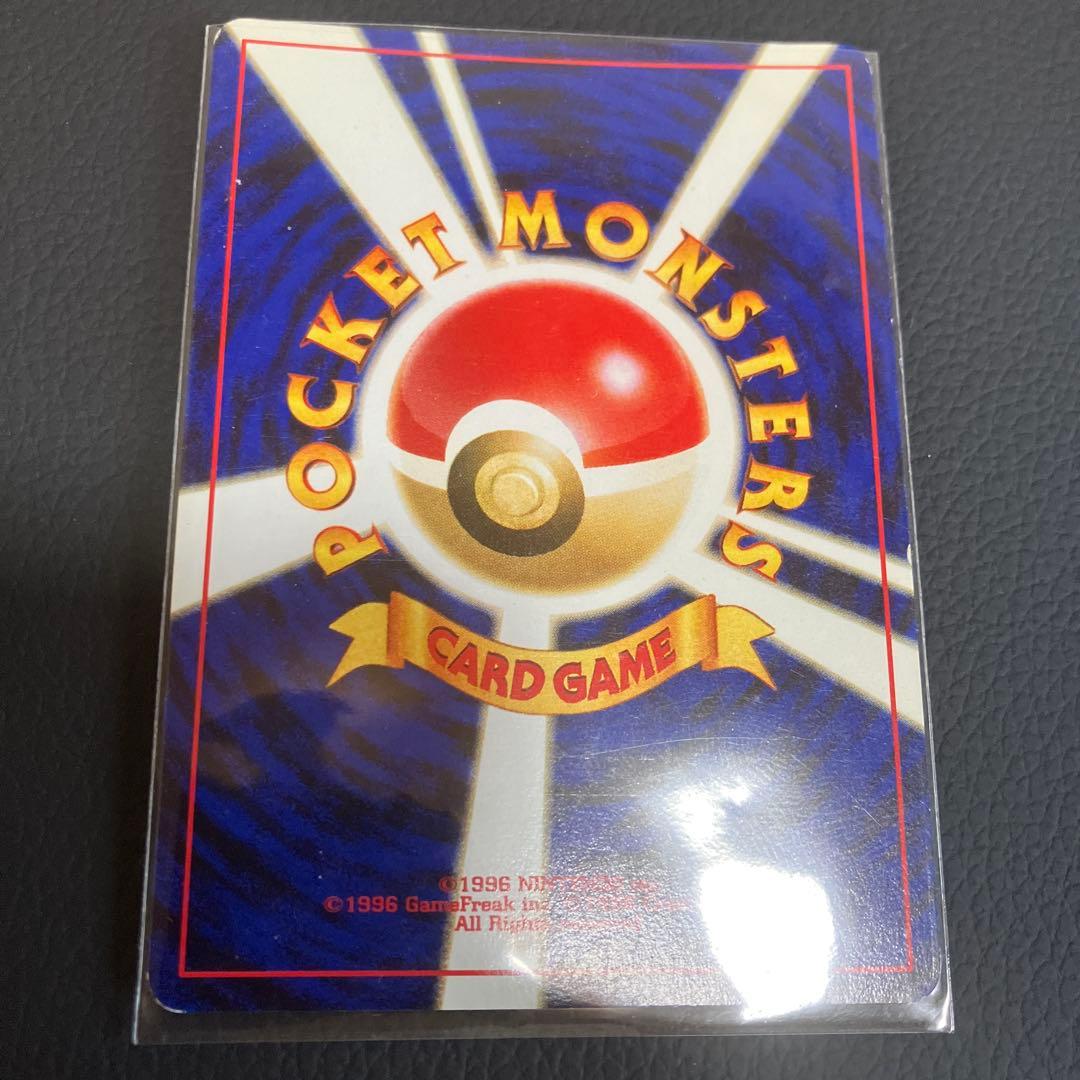 POCKET MONSTERS
CARD GAME
©1996
©1996 GameFreak inc.
All Rights